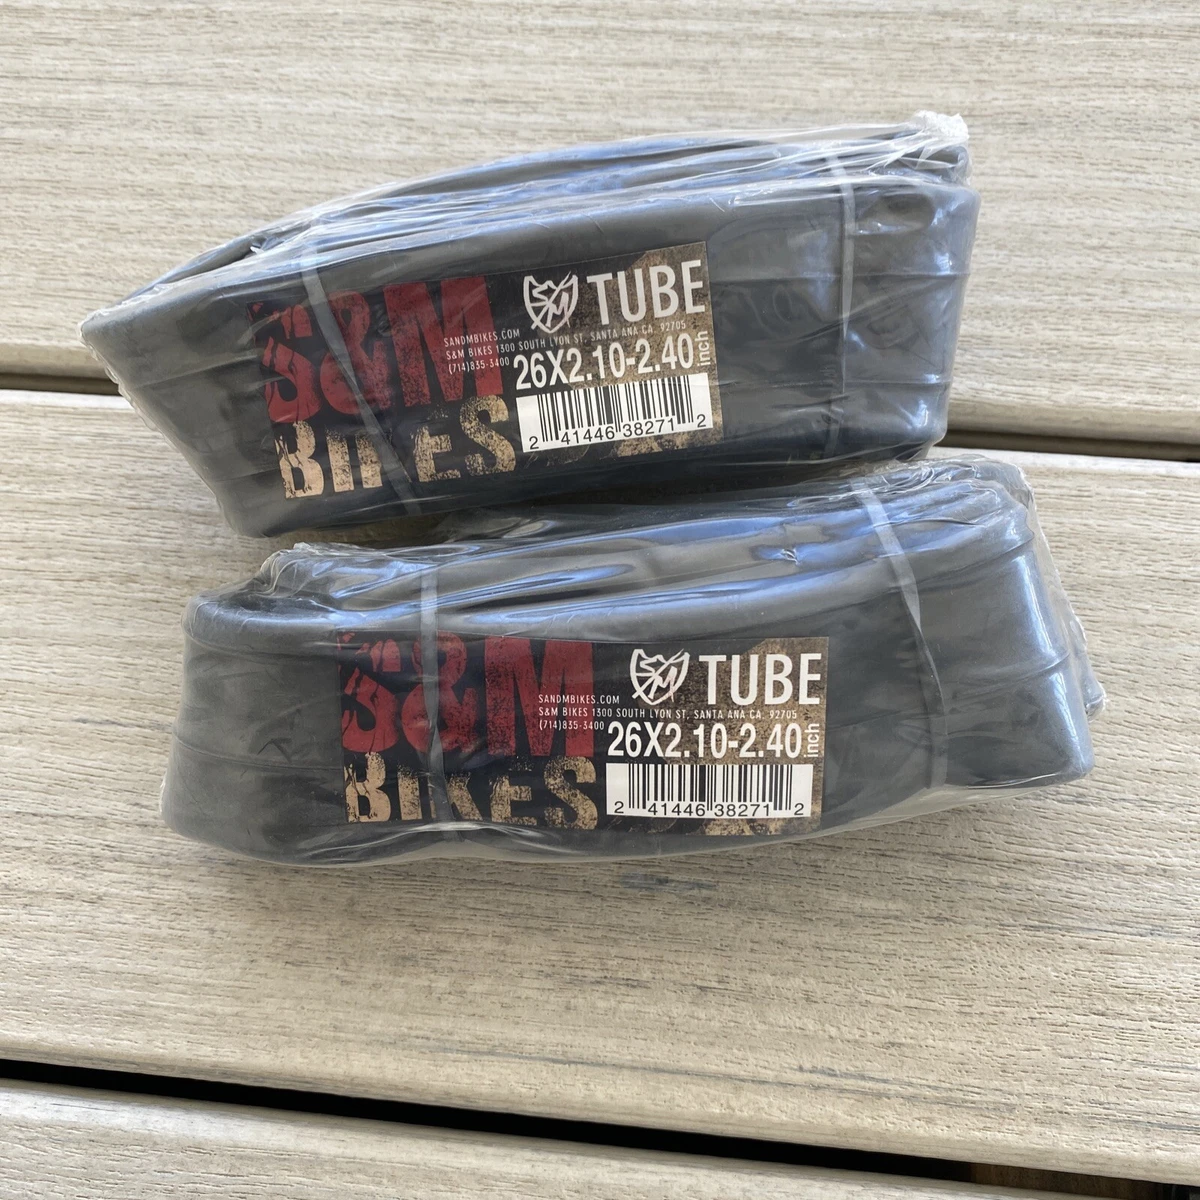 S&M
BIKES
SM
TUBE
SANDMBIKES.COM
S&M BIKES 1300 SOUTH LYON ST, SANTA ANA CA. 92705
(714)835-3400
26X2.10-2.40 inch
2 41446 38271 2
S&M
BIKES
SM
TUBE
SANDMBIKES.COM
S&M BIKES 1300 SOUTH LYON ST, SANTA ANA CA. 92705
(714)835-3400
26X2.10-2.40 inch
2 41446 38271 2